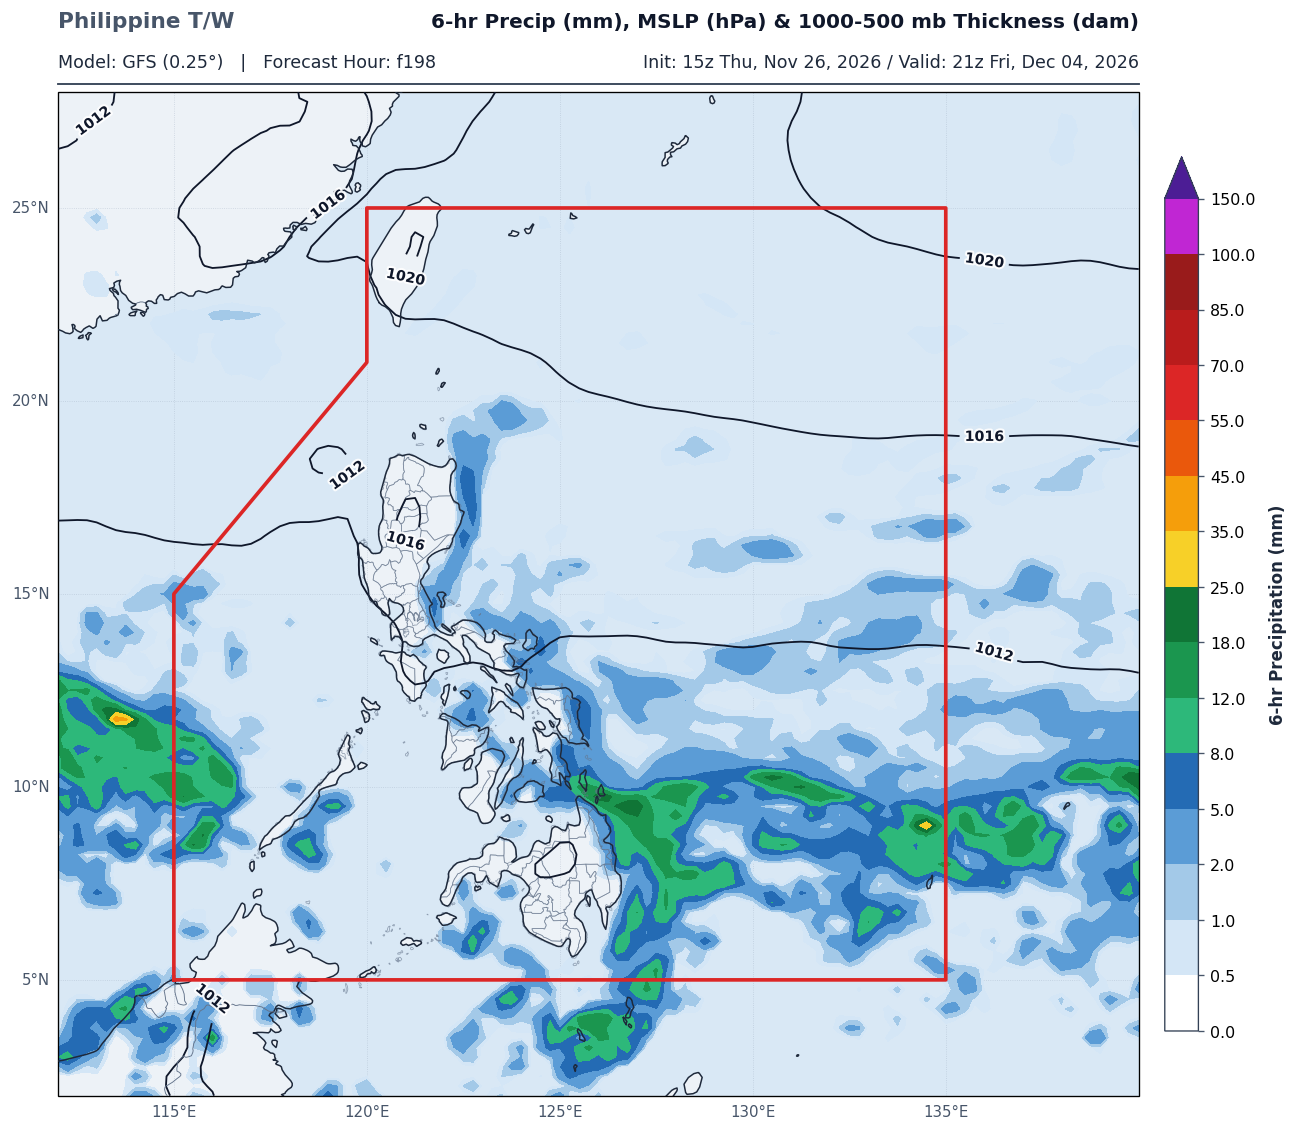 Philippine T/W
6-hr Precip (mm), MSLP (hPa) & 1000-500 mb Thickness (dam)
Model: GFS (0.25°) | Forecast Hour: f198
Init: 15z Thu, Nov 26, 2026 / Valid: 21z Fri, Dec 04, 2026
1012
1016
1020
1020
1016
1012
1016
1012
1012
25°N
20°N
15°N
10°N
5°N
115°E
120°E
125°E
130°E
135°E
150.0
100.0
85.0
70.0
55.0
45.0
35.0
25.0
18.0
12.0
8.0
5.0
2.0
1.0
0.5
0.0
6-hr Precipitation (mm)